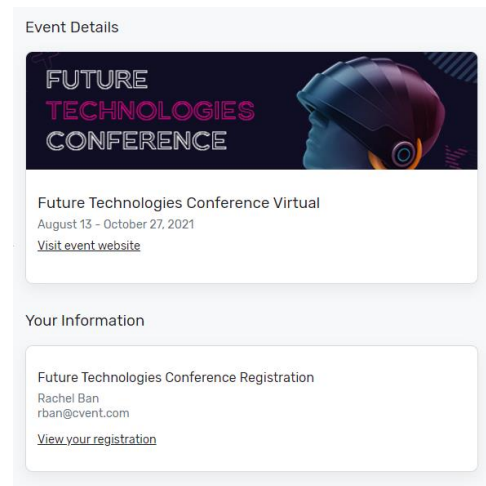 Event Details
FUTURE
TECHNOLOGIES
CONFERENCE
Future Technologies Conference Virtual
August 13 - October 27, 2021
Visit event website
Your Information
Future Technologies Conference Registration
Rachel Ban
rban@cvent.com
View your registration